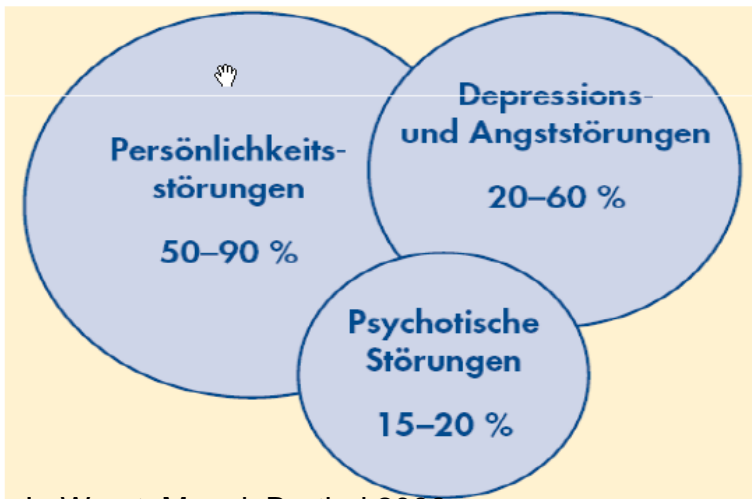 Persönlichkeits-
störungen
50–90 %
Depressions-
und Angststörungen
20–60 %
Psychotische
Störungen
15–20 %